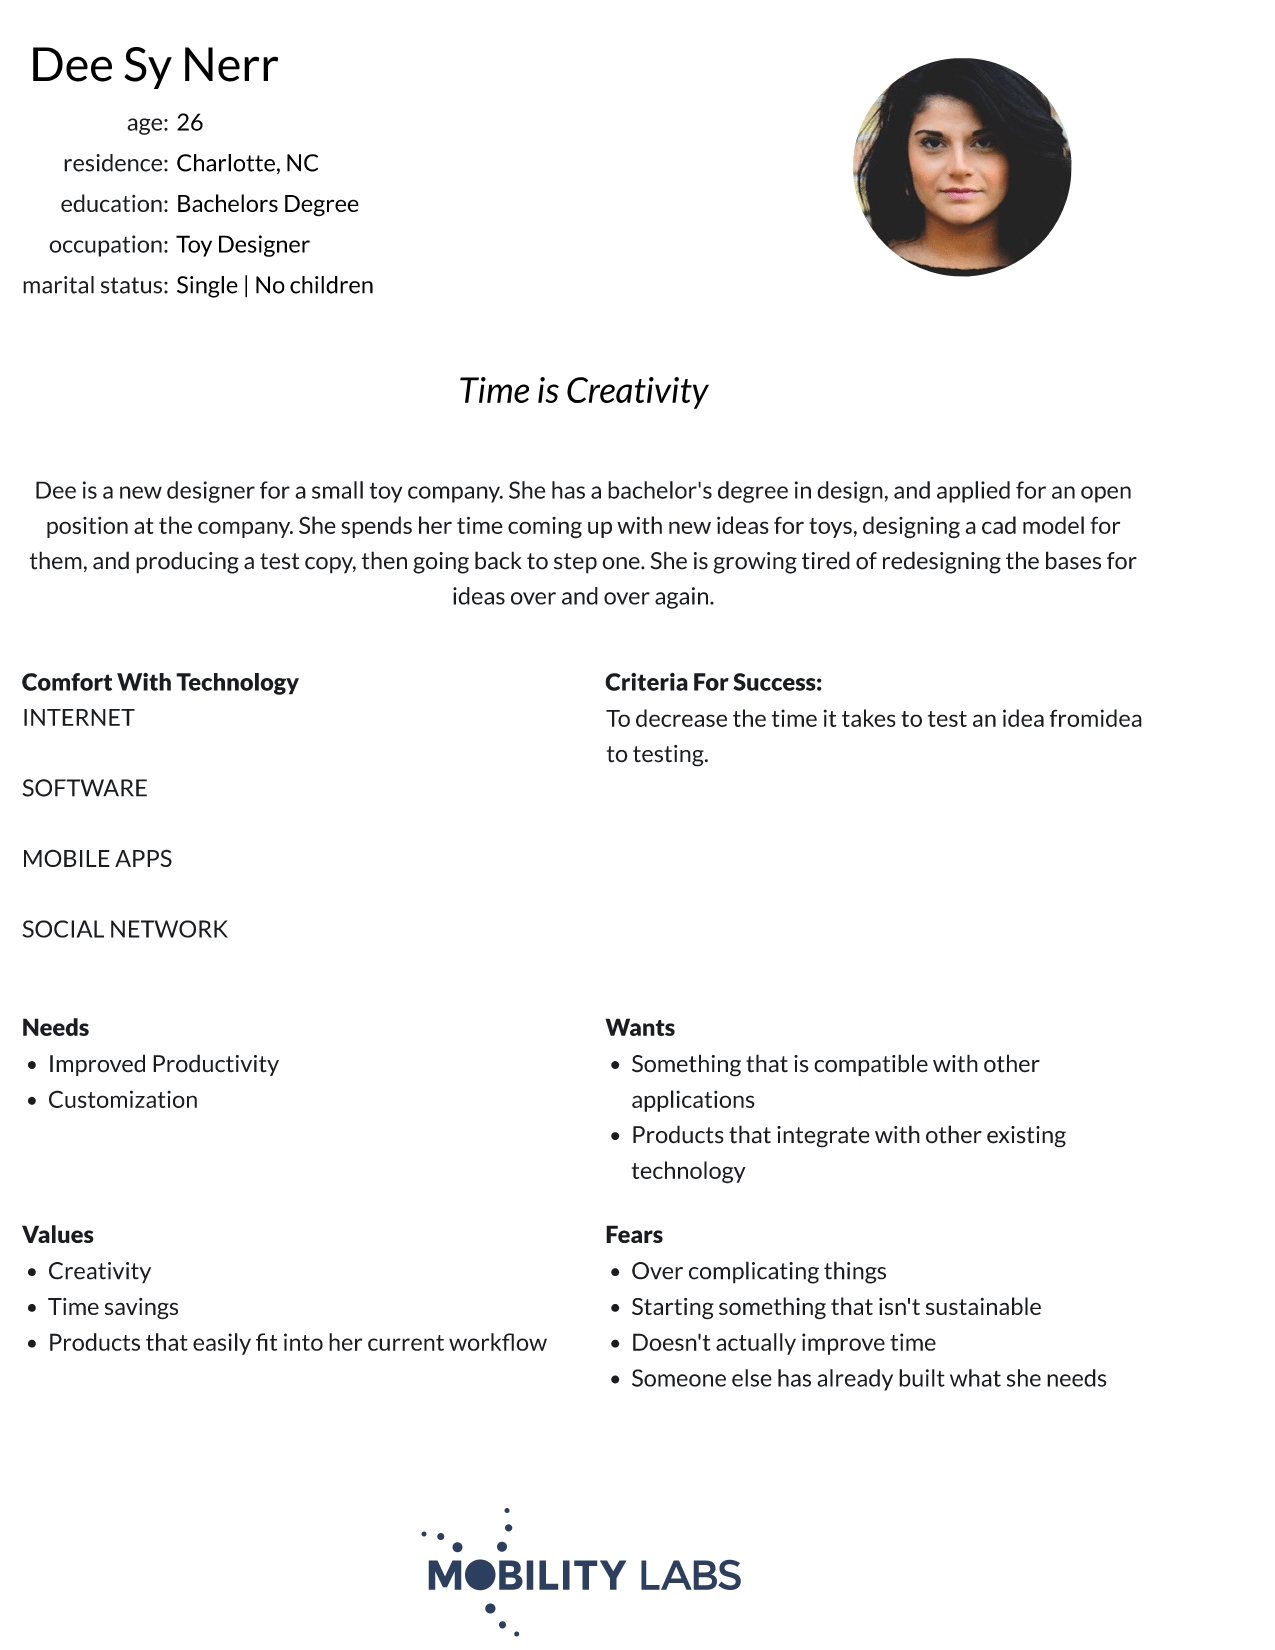 Dee Sy Nerr
age: 26
residence: Charlotte, NC
education: Bachelors Degree
occupation: Toy Designer
marital status: Single | No children
Time is Creativity
Dee is a new designer for a small toy company. She has a bachelor's degree in design, and applied for an open
position at the company. She spends her time coming up with new ideas for toys, designing a cad model for
them, and producing a test copy, then going back to step one. She is growing tired of redesigning the bases for
ideas over and over again.
Comfort With Technology
INTERNET
SOFTWARE
MOBILE APPS
SOCIAL NETWORK
Criteria For Success:
To decrease the time it takes to test an idea fromidea
to testing.
Needs
• Improved Productivity
• Customization
Wants
• Something that is compatible with other
applications
• Products that integrate with other existing
technology
Values
• Creativity
• Time savings
• Products that easily fit into her current workflow
Fears
• Over complicating things
• Starting something that isn't sustainable
• Doesn't actually improve time
• Someone else has already built what she needs
MOBILITY LABS